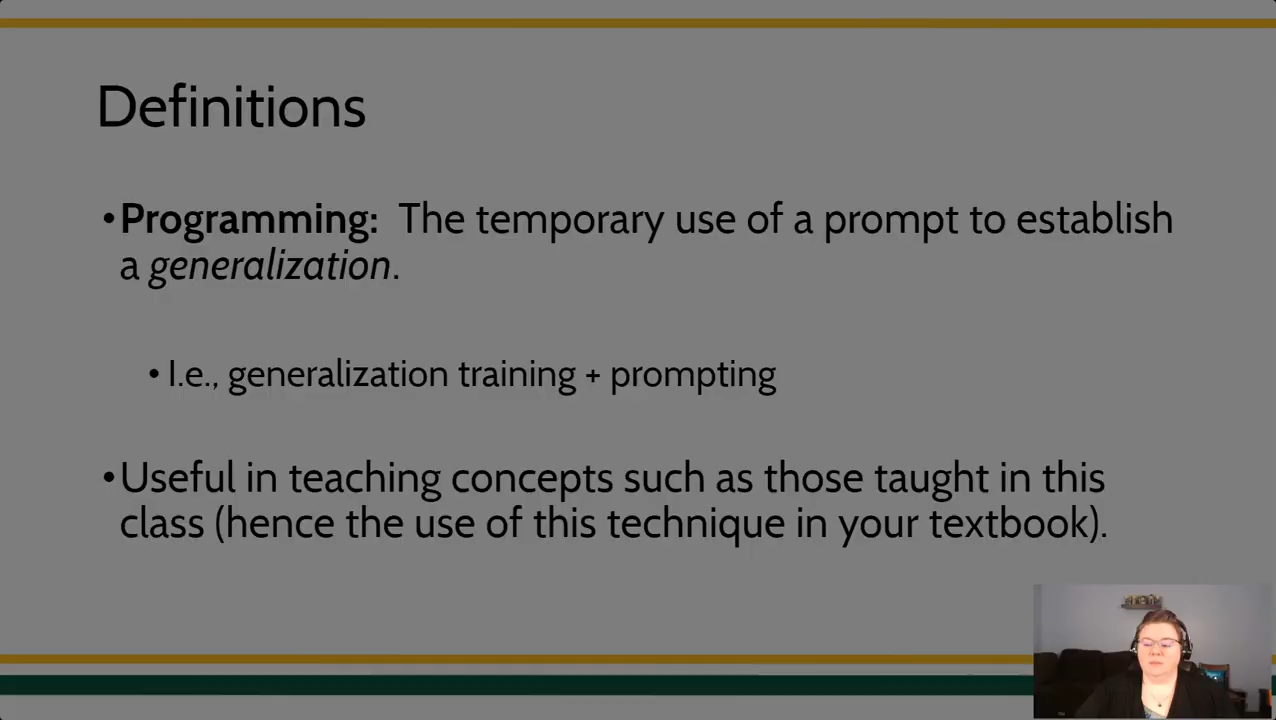 Definitions
•Programming: The temporary use of a prompt to establish
a generalization.
• I.e., generalization training + prompting
•Useful in teaching concepts such as those taught in this
class (hence the use of this technique in your textbook).